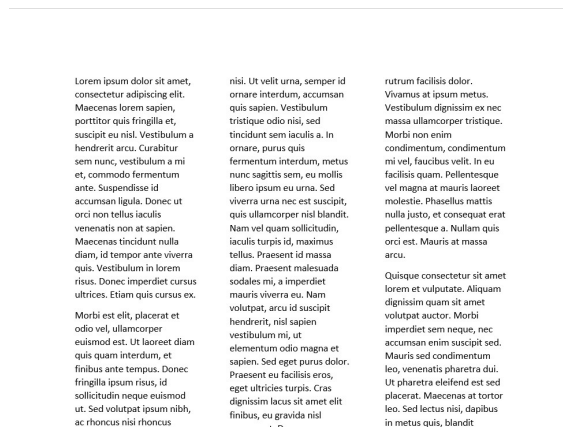 Lorem ipsum dolor sit amet,
consectetur adipiscing elit.
Maecenas lorem sapien,
porttitor quis fringilla et,
suscipit eu nisl. Vestibulum a
hendrerit arcu. Curabitur
sem nunc, vestibulum a mi
et, commodo fermentum
ante. Suspendisse id
accumsan ligula. Donec ut
orci non tellus iaculis
venenatis non at sapien.
Maecenas tincidunt nulla
diam, id tempor ante viverra
quis. Vestibulum in lorem
risus. Donec imperdiet cursus
ultrices. Etiam quis cursus ex.
Morbi est elit, placerat et
odio vel, ullamcorper
euismod est. Ut laoreet diam
quis quam interdum, et
finibus ante tempus. Donec
fringilla ipsum risus, id
sollicitudin neque euismod
ut. Sed volutpat ipsum nibh,
ac rhoncus nisi rhoncus
nisi. Ut velit urna, semper id
ornare interdum, accumsan
quis sapien. Vestibulum
tristique odio nisi, sed
tincidunt sem iaculis a. In
ornare, purus quis
fermentum interdum, metus
nunc sagittis sem, eu mollis
libero ipsum eu urna. Sed
viverra urna nec est suscipit,
quis ullamcorper nisl blandit.
Nam vel quam sollicitudin,
iaculis turpis id, maximus
tellus. Praesent id massa
diam. Praesent malesuada
sodales mi, a imperdiet
mauris viverra eu. Nam
volutpat, arcu id suscipit
hendrerit, nisl sapien
vestibulum mi, ut
elementum odio magna et
sapien. Sed eget purus dolor.
Praesent eu facilisis eros,
eget ultricies turpis. Cras
dignissim lacus sit amet elit
finibus, eu gravida nisl
rutrum facilisis dolor.
Vivamus at ipsum metus.
Vestibulum dignissim ex nec
massa ullamcorper tristique.
Morbi non enim
condimentum, condimentum
mi vel, faucibus velit. In eu
facilisis quam. Pellentesque
vel magna at mauris laoreet
molestie. Phasellus mattis
nulla justo, et consequat erat
pellentesque a. Nullam quis
orci est. Mauris at massa
arcu.
Quisque consectetur sit amet
lorem et vulputate. Aliquam
dignissim quam sit amet
volutpat auctor. Morbi
imperdiet sem neque, nec
accumsan enim suscipit sed.
Mauris sed condimentum
leo, venenatis pharetra dui.
Ut pharetra eleifend est sed
placerat. Maecenas at tortor
leo. Sed lectus nisi, dapibus
in metus quis, blandit